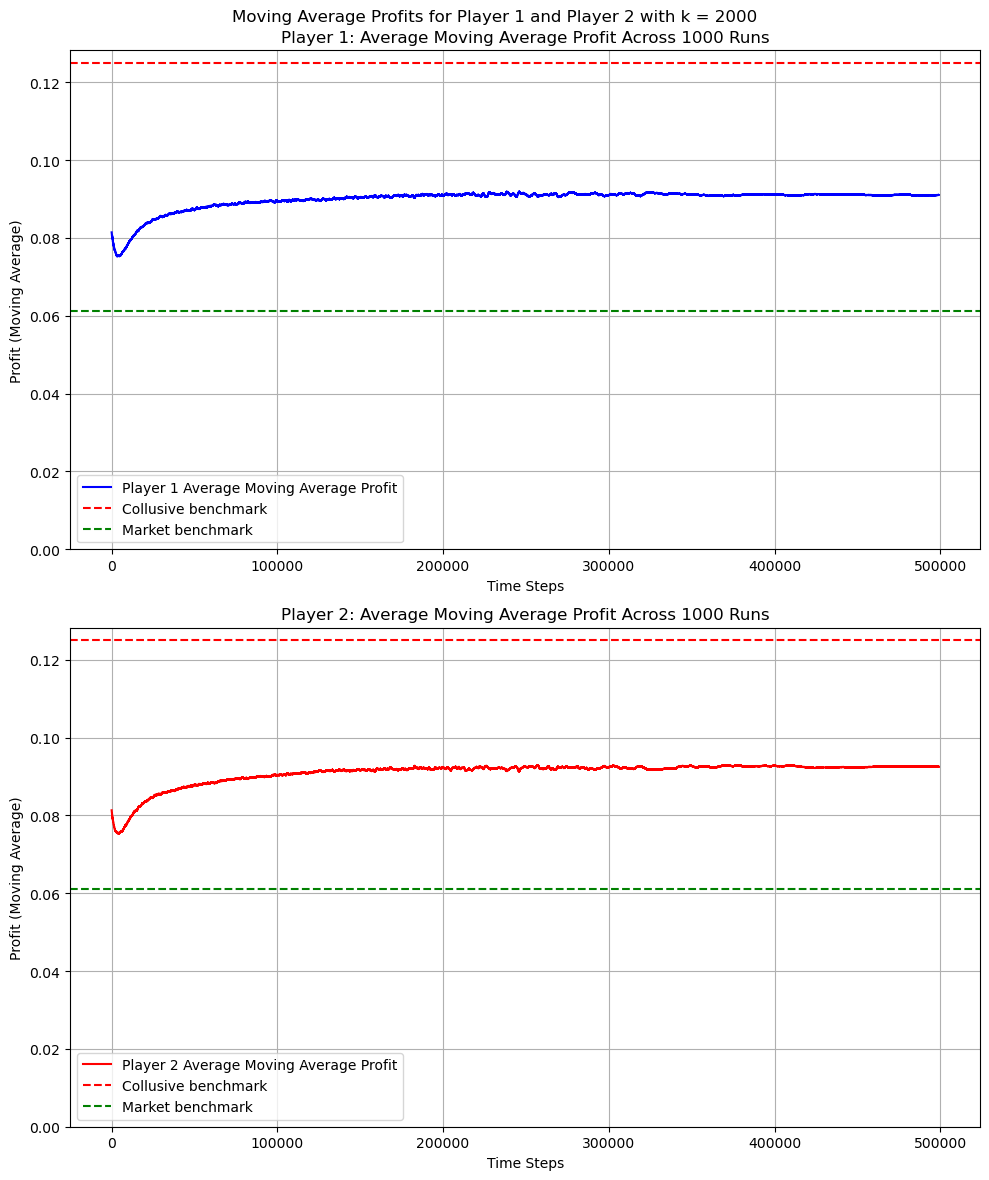 Moving Average Profits for Player 1 and Player 2 with k = 2000
Player 1: Average Moving Average Profit Across 1000 Runs
Profit (Moving Average)
0.12
0.10
0.08
0.06
0.04
0.02
0.00
Player 1 Average Moving Average Profit
Collusive benchmark
Market benchmark
0 100000 200000 300000 400000 500000
Time Steps
Player 2: Average Moving Average Profit Across 1000 Runs
Profit (Moving Average)
0.12
0.10
0.08
0.06
0.04
0.02
0.00
Player 2 Average Moving Average Profit
Collusive benchmark
Market benchmark
0 100000 200000 300000 400000 500000
Time Steps